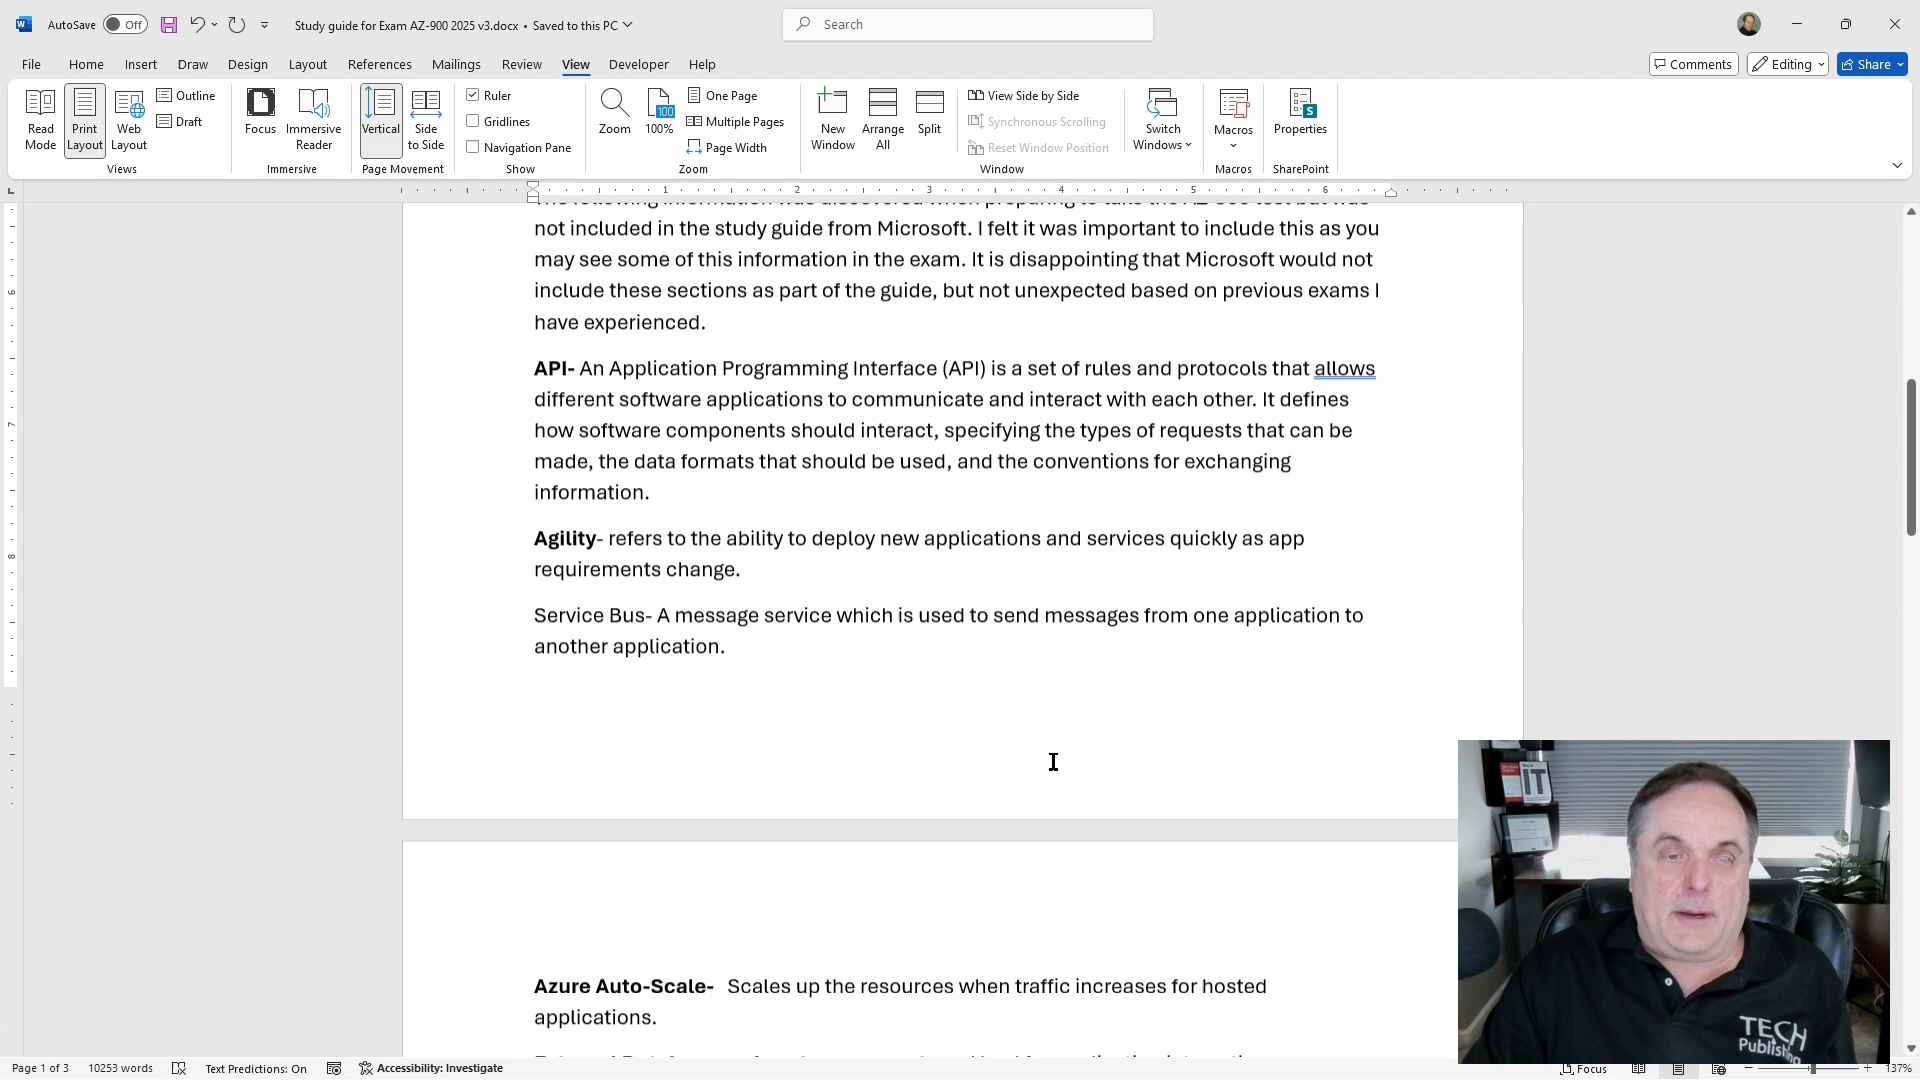 AutoSave Off Study guide for Exam AZ-900 2025 v3.docx • Saved to this PC Search
File Home Insert Draw Design Layout References Mailings Review View Developer Help Comments Editing Share
Read Mode
Print Layout
Web Layout
Outline
Draft
Views
Focus
Immersive Reader
Immersive
Vertical
Side to Side
Page Movement
Ruler
Gridlines
Navigation Pane
Show
Zoom
100
100%
One Page
Multiple Pages
Page Width
Zoom
New Window
Arrange All
Split
View Side by Side
Synchronous Scrolling
Reset Window Position
Window
Switch Windows
Macros
Macros
S
Properties
SharePoint
1 2 3 4 5 6
not included in the study guide from Microsoft. I felt it was important to include this as you
may see some of this information in the exam. It is disappointing that Microsoft would not
include these sections as part of the guide, but not unexpected based on previous exams I
have experienced.
API- An Application Programming Interface (API) is a set of rules and protocols that allows
different software applications to communicate and interact with each other. It defines
how software components should interact, specifying the types of requests that can be
made, the data formats that should be used, and the conventions for exchanging
information.
Agility- refers to the ability to deploy new applications and services quickly as app
requirements change.
Service Bus- A message service which is used to send messages from one application to
another application.
Azure Auto-Scale- Scales up the resources when traffic increases for hosted
applications.
IT
TECH
Publishing
Page 1 of 3 10253 words Text Predictions: On Accessibility: Investigate Focus 137%